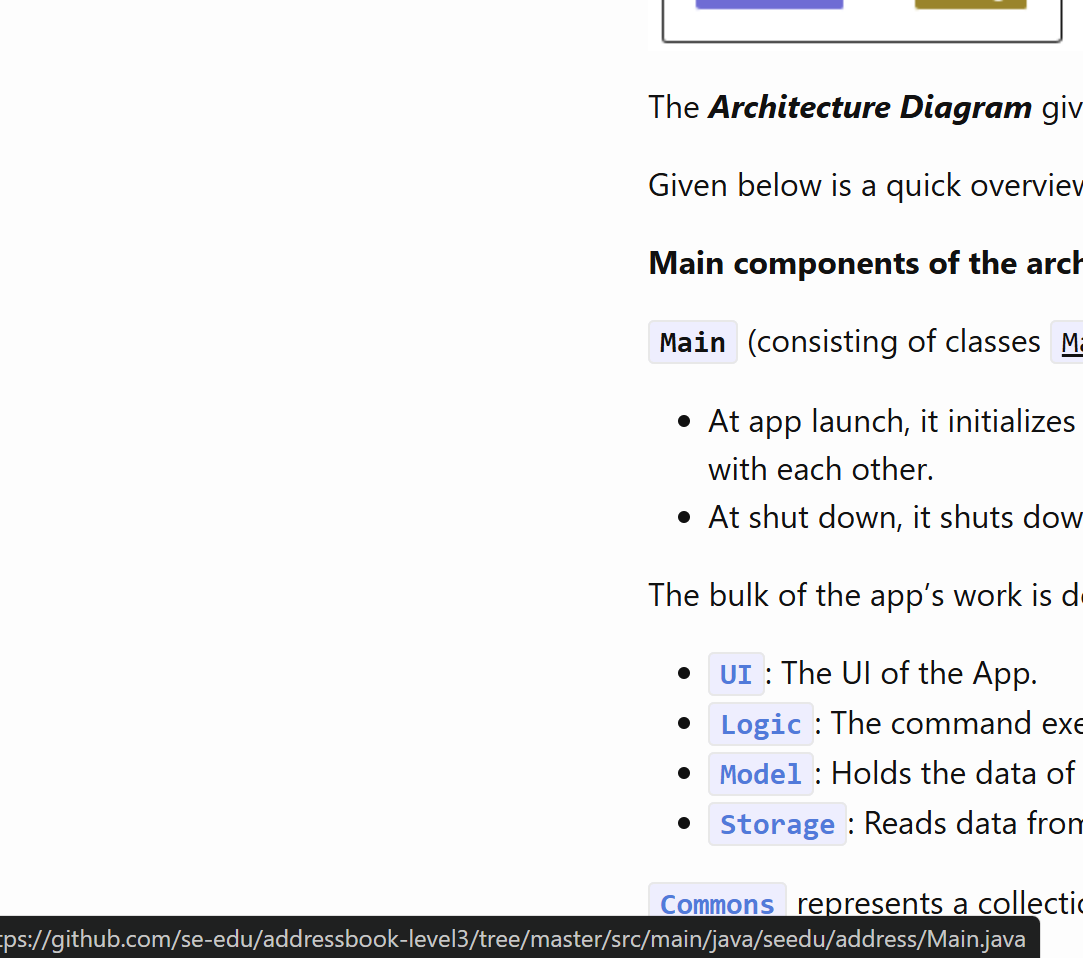 The Architecture Diagram giv
Given below is a quick overview
Main components of the arch
Main (consisting of classes Ma
At app launch, it initializes
with each other.
At shut down, it shuts dow
The bulk of the app’s work is d
UI: The UI of the App.
Logic: The command exe
Model: Holds the data of
Storage: Reads data from
Commons represents a collectio
tps://github.com/se-edu/addressbook-level3/tree/master/src/main/java/seedu/address/Main.java